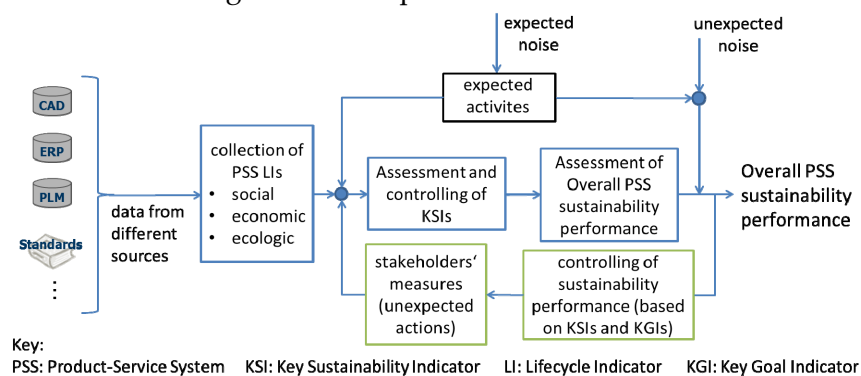 expected
noise
unexpected
noise
CAD
ERP
PLM
Standards
data from
different
sources
collection of
PSS LIs
• social
• economic
• ecologic
expected
activites
Assessment and
controlling of
KSIs
Assessment of
Overall PSS
sustainability
performance
Overall PSS
sustainability
performance
stakeholders‘
measures
(unexpected
actions)
controlling of
sustainability
performance (based
on KSIs and KGIs)
Key:
PSS: Product-Service System KSI: Key Sustainability Indicator LI: Lifecycle Indicator KGI: Key Goal Indicator